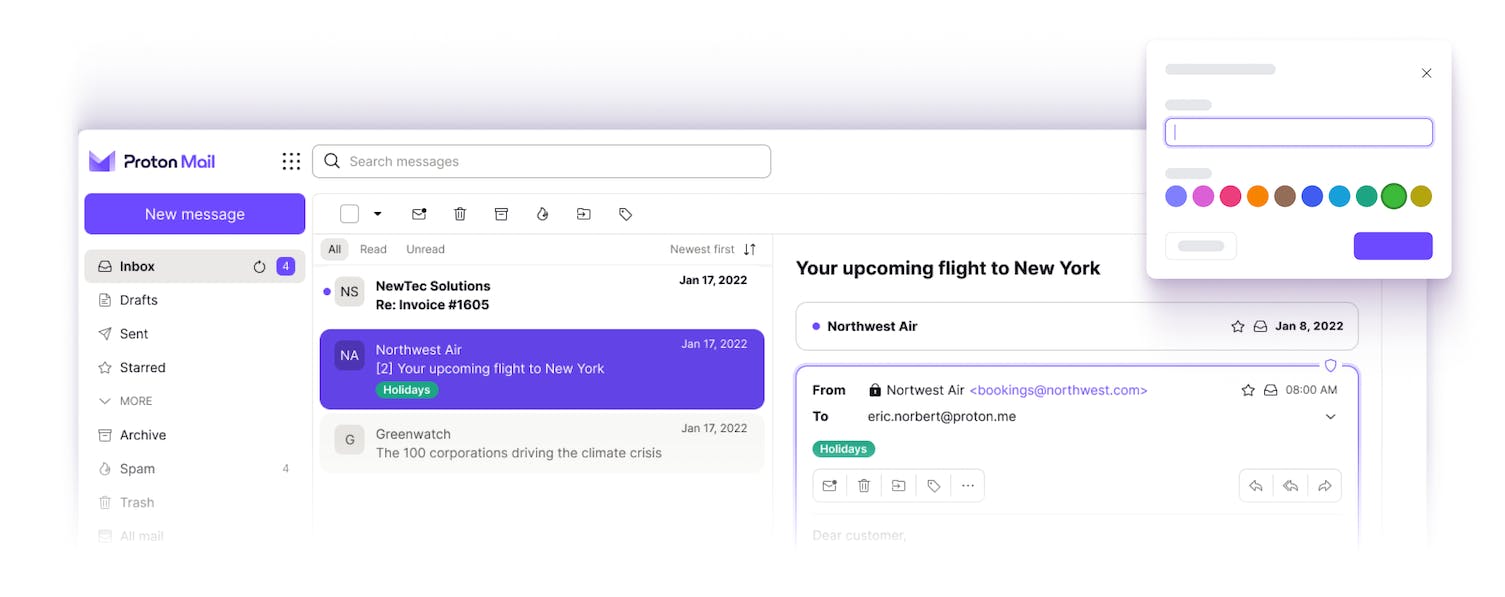 Proton Mail
Search messages
New message
Inbox 4
Drafts
Sent
Starred
MORE
Archive
Spam 4
Trash
All mail
All Read Unread Newest first
NS
NewTec Solutions Jan 17, 2022
Re: Invoice #1605
NA
Northwest Air Jan 17, 2022
[2] Your upcoming flight to New York
Holidays
G
Greenwatch Jan 17, 2022
The 100 corporations driving the climate crisis
Your upcoming flight to New York
Northwest Air Jan 8, 2022
From Nortwest Air <bookings@northwest.com> 08:00 AM
To eric.norbert@proton.me
Holidays
Dear customer,